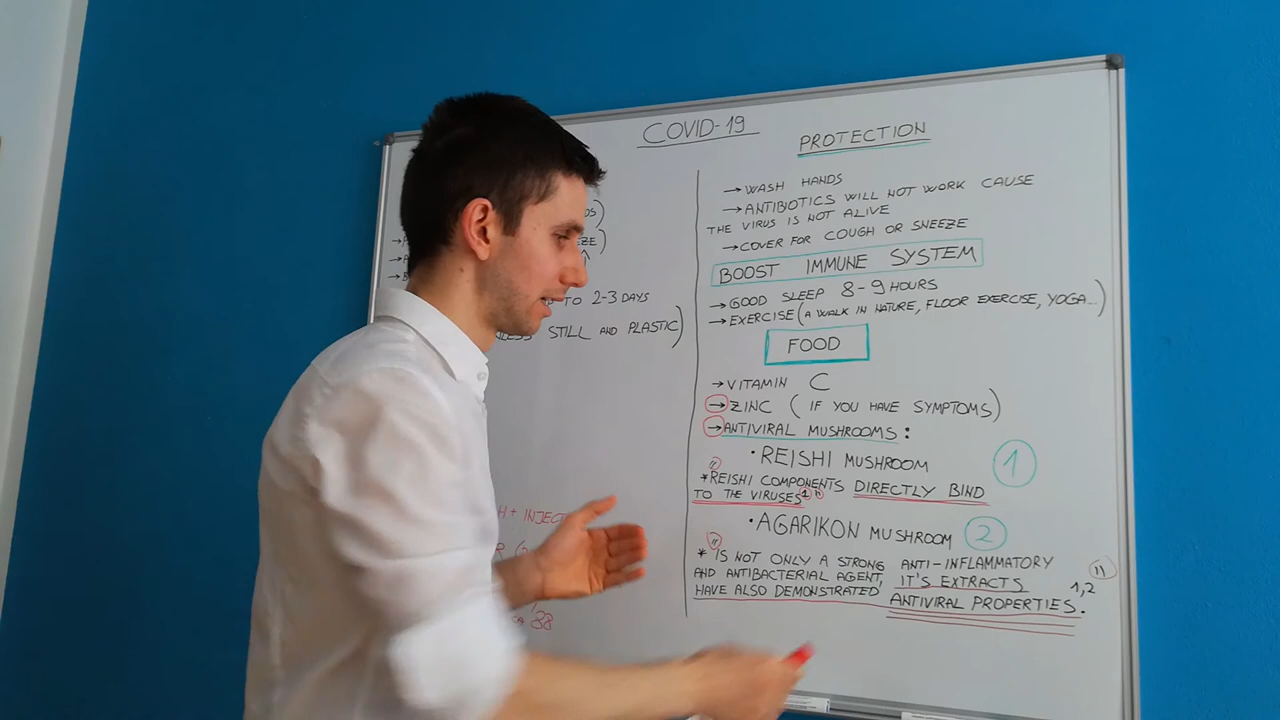 COVID-19
TO 2-3 DAYS
STILL AND PLASTIC)
H+
PROTECTION
→ WASH HANDS
→ ANTIBIOTICS WILL NOT WORK CAUSE
THE VIRUS IS NOT ALIVE
→ COVER FOR COUGH OR SNEEZE
BOOST IMMUNE SYSTEM
→ GOOD SLEEP 8-9 HOURS
→ EXERCISE (A WALK IN NATURE, FLOOR EXERCISE, YOGA...)
FOOD
→ VITAMIN C
→ ZINC (IF YOU HAVE SYMPTOMS)
→ ANTIVIRAL MUSHROOMS:
• REISHI MUSHROOM 1
* "REISHI COMPONENTS DIRECTLY BIND
TO THE VIRUSES 1 "
• AGARIKON MUSHROOM 2
* "IS NOT ONLY A STRONG ANTI-INFLAMMATORY
AND ANTIBACTERIAL AGENT, IT'S EXTRACTS
HAVE ALSO DEMONSTRATED ANTIVIRAL PROPERTIES. 1,2 "